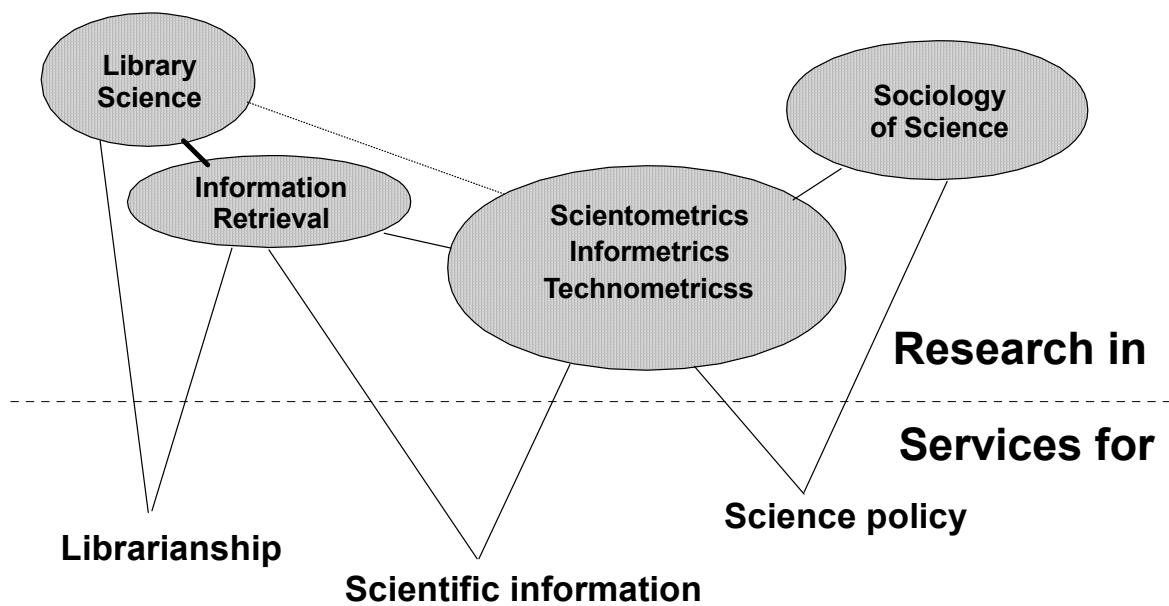 Library
Science
Sociology
of Science
Information
Retrieval
Scientometrics
Informetrics
Technometricss
Research in
Services for
Science policy
Librarianship
Scientific information